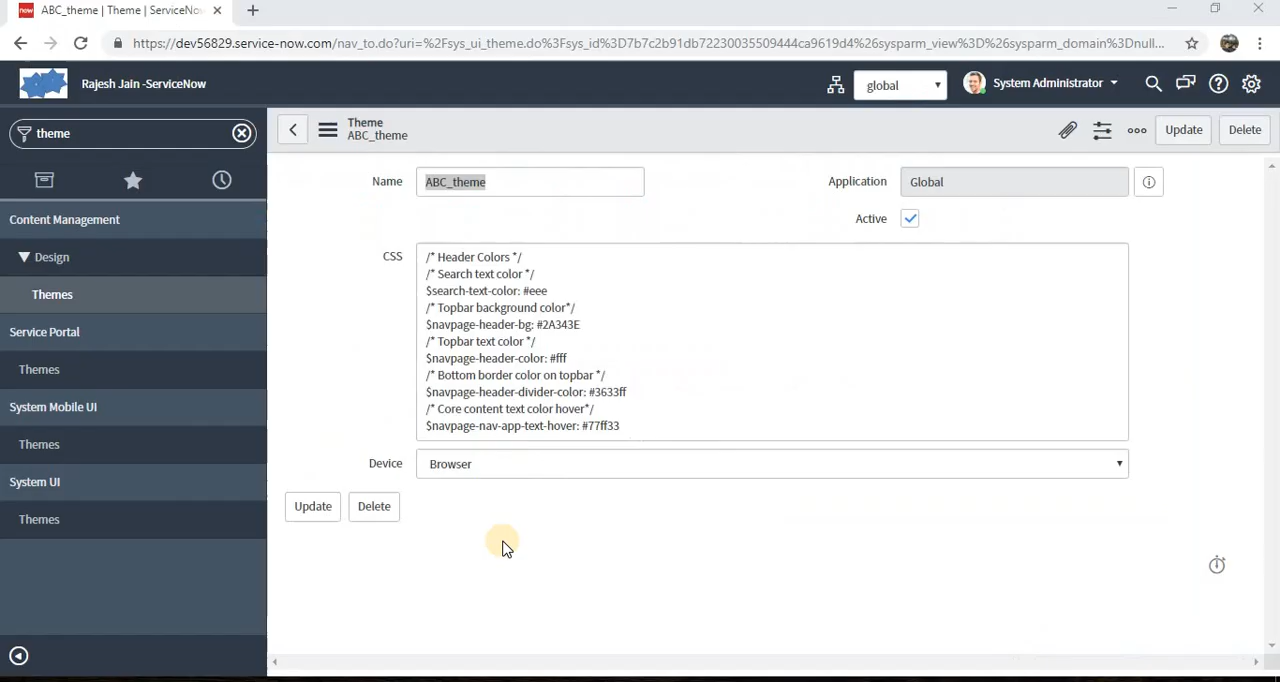 now ABC_theme | Theme | ServiceNo
https://dev56829.service-now.com/nav_to.do?uri=%2Fsys_ui_theme.do%3Fsys_id%3D7b7c2b91db72230035509444ca9619d4%26sysparm_view%3D%26sysparm_domain%3Dnull...
Rajesh Jain -ServiceNow
global
System Administrator
theme
Theme
ABC_theme
Update
Delete
Content Management
Design
Themes
Service Portal
Themes
System Mobile UI
Themes
System UI
Themes
Name
ABC_theme
Application
Global
Active
CSS
/* Header Colors */
/* Search text color */
$search-text-color: #eee
/* Topbar background color*/
$navpage-header-bg: #2A343E
/* Topbar text color */
$navpage-header-color: #fff
/* Bottom border color on topbar */
$navpage-header-divider-color: #3633ff
/* Core content text color hover*/
$navpage-nav-app-text-hover: #77ff33
Device
Browser
Update
Delete